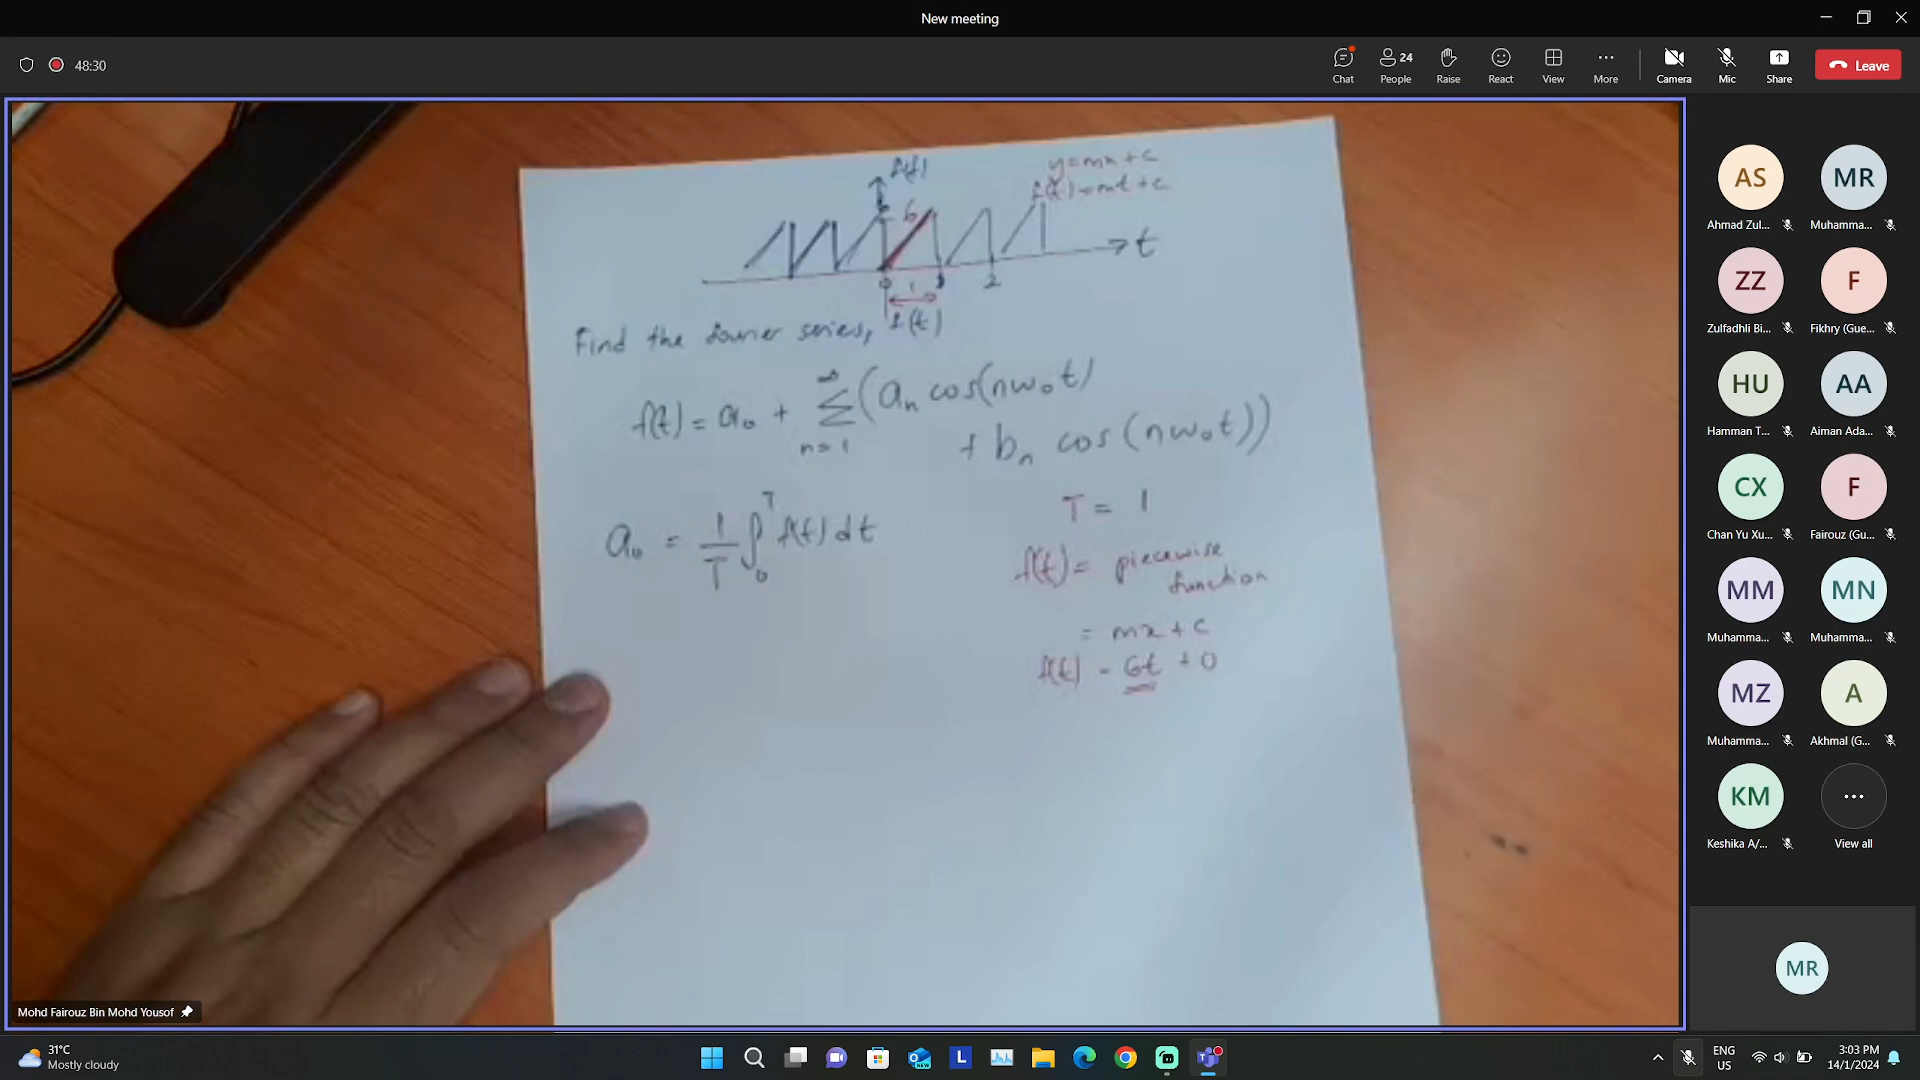 New meeting
48:30
Chat
24
People
Raise
React
View
More
Camera
Mic
Share
Leave
f(t)
y=mx+c
f(t)=mt+c
6
t
0
1
2
f(t)
Find the fourier series,
f(t) = a₀ + ∞ Σ n=1 (aₙ cos(nω₀t)
+ bₙ cos(nω₀t))
a₀ = 1/T ∫₀ᵀ f(t) dt
T = 1
f(t) = piecewise
function
= mx+c
f(t) = 6t + 0
AS
MR
Ahmad Zul...
Muhamma...
ZZ
F
Zulfadhli Bi...
Fikhry (Gue...
HU
AA
Hamman T...
Aiman Ada...
CX
F
Chan Yu Xu...
Fairouz (Gu...
MM
MN
Muhamma...
Muhamma...
MZ
A
Muhamma...
Akhmal (G...
KM
...
Keshika A/...
View all
MR
Mohd Fairouz Bin Mohd Yousof
31°C
Mostly cloudy
NEW
L
ENG
US
3:03 PM
14/1/2024